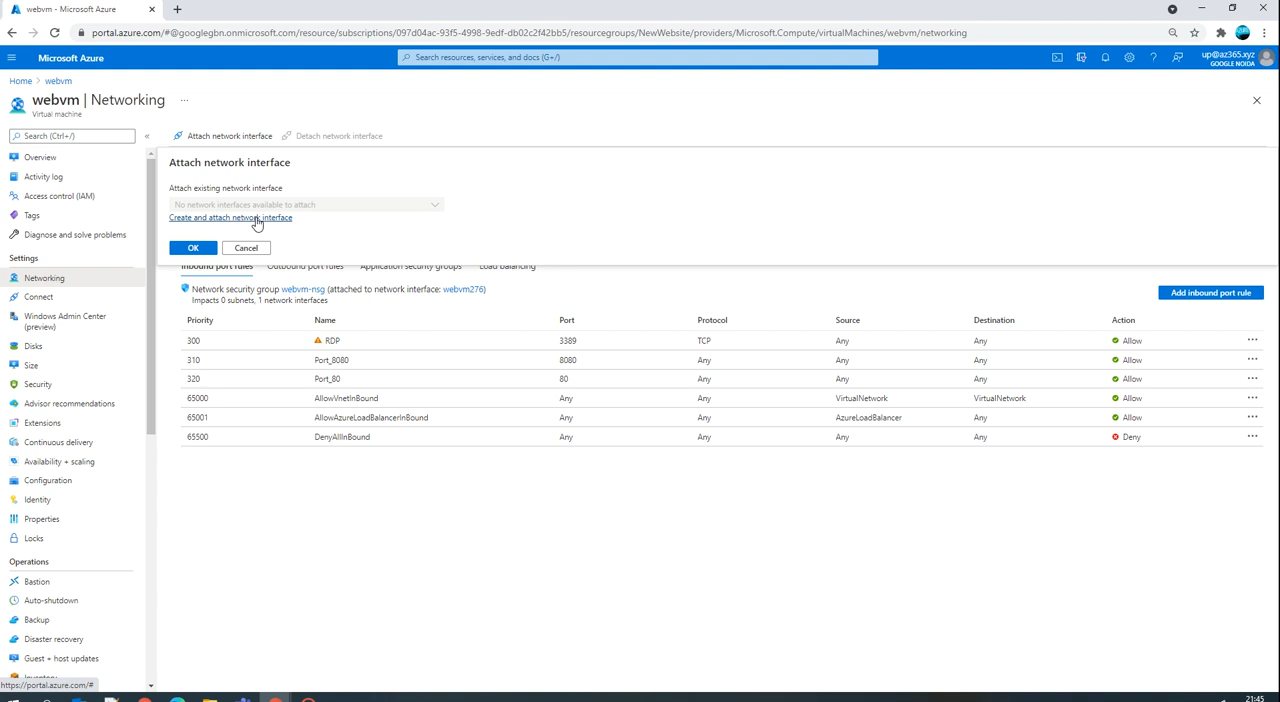 webvm - Microsoft Azure
portal.azure.com/#@googlegbn.onmicrosoft.com/resource/subscriptions/097d04ac-93f5-4998-9edf-db02c2f42bb5/resourcegroups/NewWebsite/providers/Microsoft.Compute/virtualMachines/webvm/networking
Microsoft Azure
Search resources, services, and docs (G+/)
up@az365.xyz
GOOGLE NOIDA
Home > webvm
webvm | Networking ...
Virtual machine
Search (Ctrl+/)
«
Attach network interface
Detach network interface
Attach network interface
Attach existing network interface
No network interfaces available to attach
Create and attach network interface
OK
Cancel
Inbound port rules
Outbound port rules
Application security groups
Load balancing
Network security group webvm-nsg (attached to network interface: webvm276)
Impacts 0 subnets, 1 network interfaces
Add inbound port rule
Priority Name Port Protocol Source Destination Action
300 RDP 3389 TCP Any Any Allow ...
310 Port_8080 8080 Any Any Any Allow ...
320 Port_80 80 Any Any Any Allow ...
65000 AllowVnetInBound Any Any VirtualNetwork VirtualNetwork Allow ...
65001 AllowAzureLoadBalancerInBound Any Any AzureLoadBalancer Any Allow ...
65500 DenyAllInBound Any Any Any Any Deny ...
Overview
Activity log
Access control (IAM)
Tags
Diagnose and solve problems
Settings
Networking
Connect
Windows Admin Center
(preview)
Disks
Size
Security
Advisor recommendations
Extensions
Continuous delivery
Availability + scaling
Configuration
Identity
Properties
Locks
Operations
Bastion
Auto-shutdown
Backup
Disaster recovery
Guest + host updates
Inventory
https://portal.azure.com/#
21:45